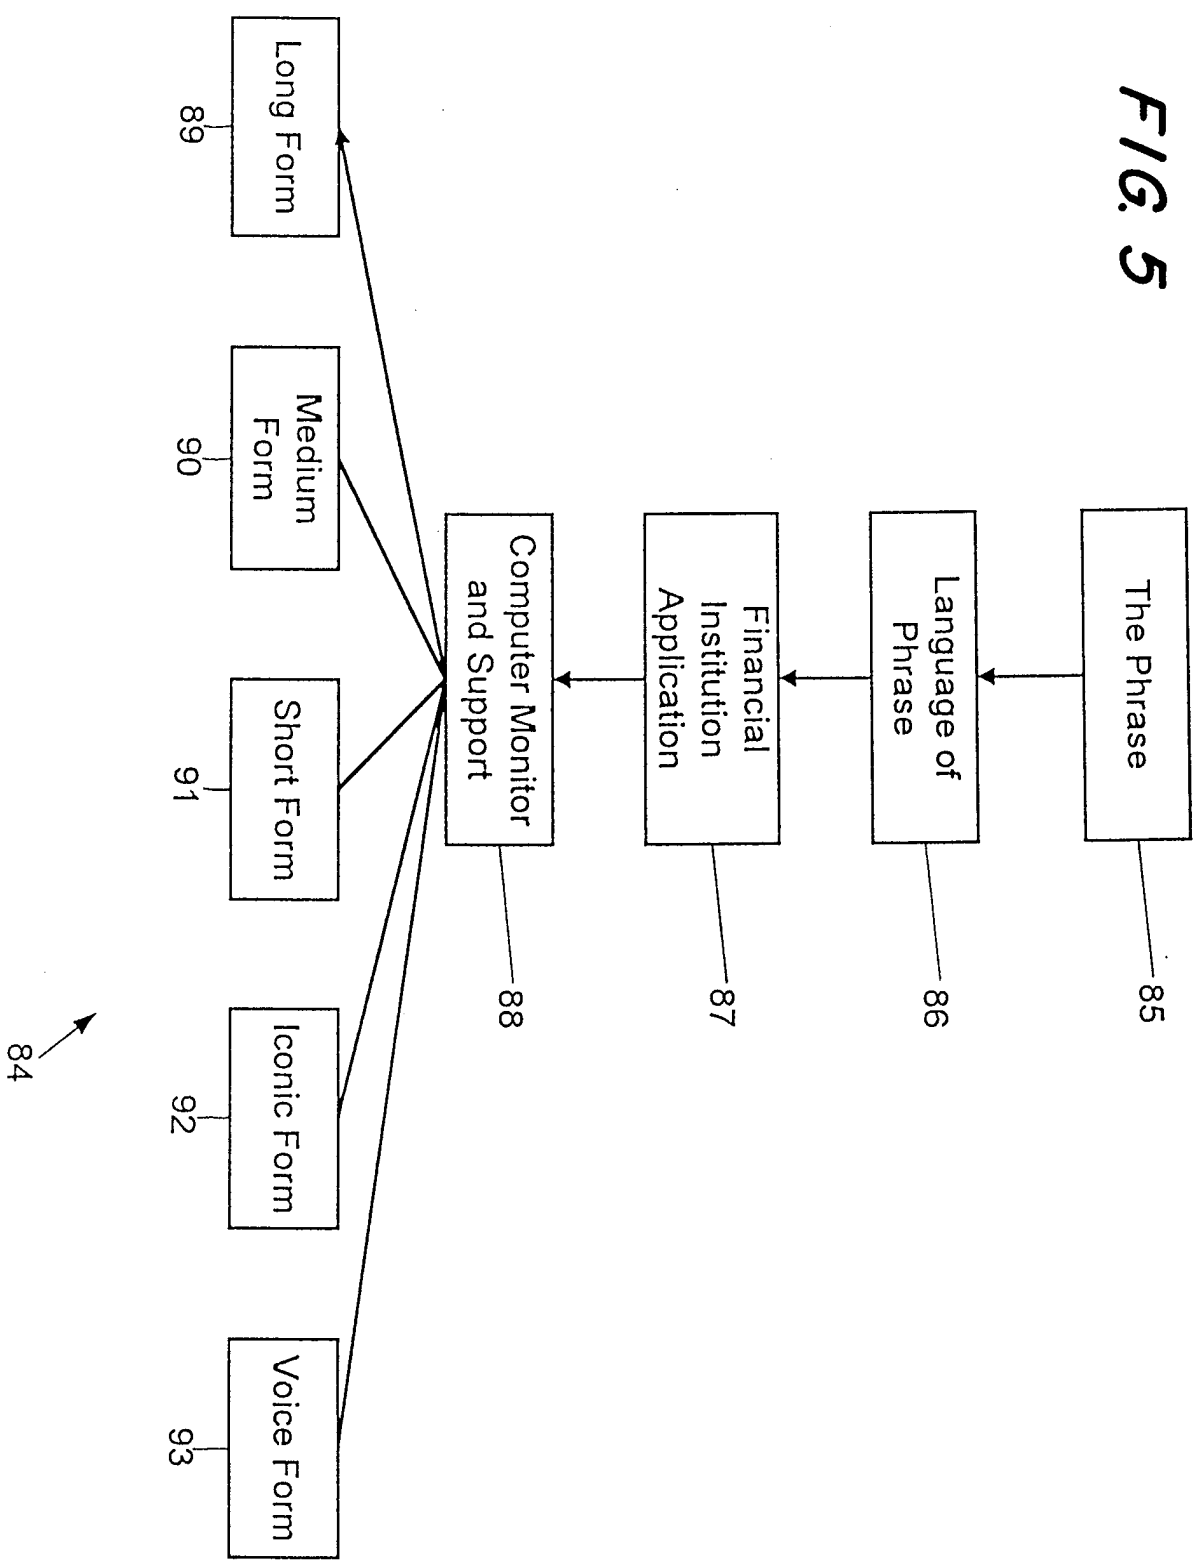 FIG. 5
The Phrase
85
Language of
Phrase
86
Financial
Institution
Application
87
Computer Monitor
and Support
88
Long Form
89
Medium
Form
90
Short Form
91
Iconic Form
92
Voice Form
93
84